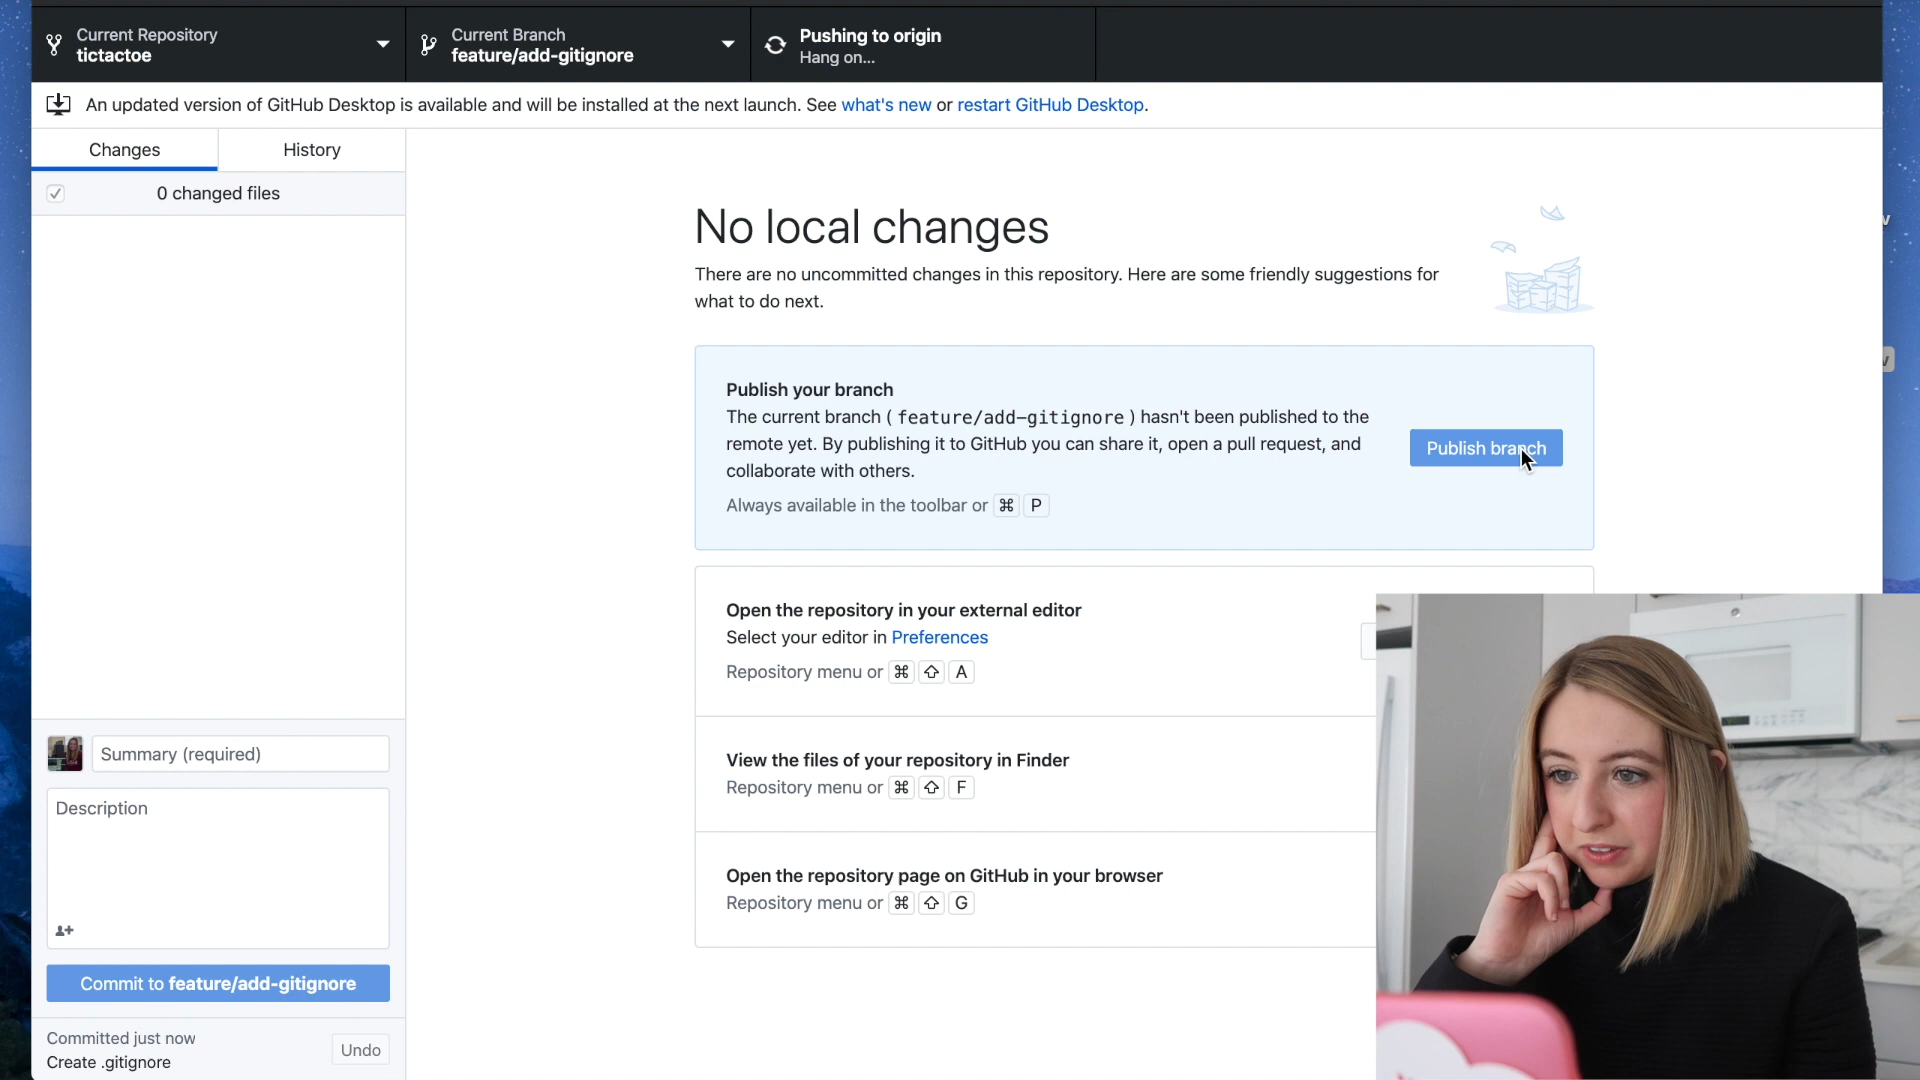 Current Repository
tictactoe
Current Branch
feature/add-gitignore
Pushing to origin
Hang on...
An updated version of GitHub Desktop is available and will be installed at the next launch. See what's new or restart GitHub Desktop.
Changes
History
0 changed files
No local changes
There are no uncommitted changes in this repository. Here are some friendly suggestions for
what to do next.
Publish your branch
The current branch ( feature/add-gitignore ) hasn't been published to the
remote yet. By publishing it to GitHub you can share it, open a pull request, and
collaborate with others.
Always available in the toolbar or ⌘ P
Publish branch
Open the repository in your external editor
Select your editor in Preferences
Repository menu or ⌘ ⇧ A
View the files of your repository in Finder
Repository menu or ⌘ ⇧ F
Open the repository page on GitHub in your browser
Repository menu or ⌘ ⇧ G
Summary (required)
Description
Commit to feature/add-gitignore
Committed just now
Create .gitignore
Undo